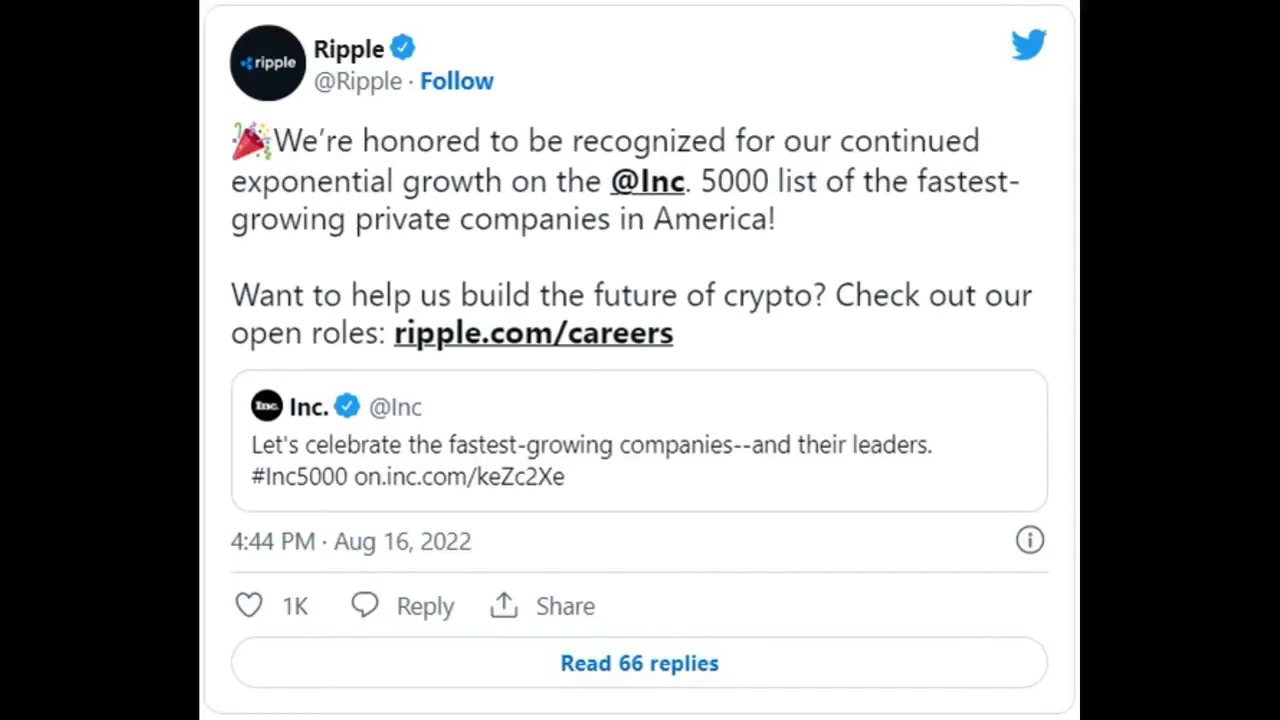 ripple
Ripple
@Ripple · Follow
🎉We’re honored to be recognized for our continued
exponential growth on the @Inc. 5000 list of the fastest-
growing private companies in America!
Want to help us build the future of crypto? Check out our
open roles: ripple.com/careers
Inc. Inc. @Inc
Let's celebrate the fastest-growing companies--and their leaders.
#Inc5000 on.inc.com/keZc2Xe
4:44 PM · Aug 16, 2022
1K Reply Share
Read 66 replies